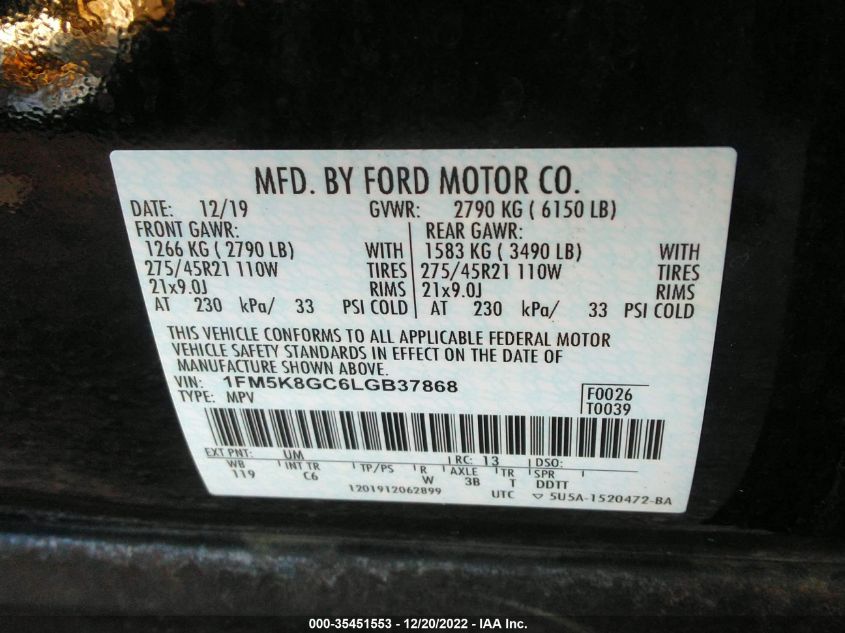 MFD. BY FORD MOTOR CO.
DATE: 12/19 GVWR: 2790 KG ( 6150 LB)
FRONT GAWR: REAR GAWR:
1266 KG ( 2790 LB) WITH 1583 KG ( 3490 LB) WITH
275/45R21 110W TIRES 275/45R21 110W TIRES
21x9.0J RIMS 21x9.0J RIMS
AT 230 kPa/ 33 PSI COLD AT 230 kPa/ 33 PSI COLD
THIS VEHICLE CONFORMS TO ALL APPLICABLE FEDERAL MOTOR
VEHICLE SAFETY STANDARDS IN EFFECT ON THE DATE OF
MANUFACTURE SHOWN ABOVE.
VIN: 1FM5K8GC6LGB37868 F0026
TYPE: MPV T0039
EXT PNT: UM RC: 13 DSO:
WB INT TR TP/PS R AXLE TR SPR
119 C6 W 3B T DDTT
1201912062899 UTC ▽ 5U5A-1520472-BA
000-35451553 - 12/20/2022 - IAA Inc.